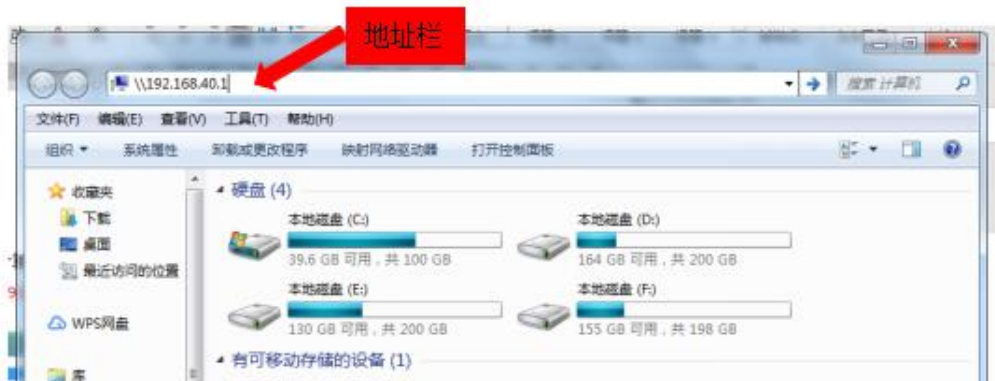 地址栏
\\192.168.40.1
搜索 计算机
文件(F) 编辑(E) 查看(V) 工具(T) 帮助(H)
组织 系统属性 卸载或更改程序 映射网络驱动器 打开控制面板
收藏夹
下载
桌面
最近访问的位置
WPS网盘
库
硬盘 (4)
本地磁盘 (C:)
39.6 GB 可用，共 100 GB
本地磁盘 (D:)
164 GB 可用，共 200 GB
本地磁盘 (E:)
130 GB 可用，共 200 GB
本地磁盘 (F:)
155 GB 可用，共 198 GB
有可移动存储的设备 (1)